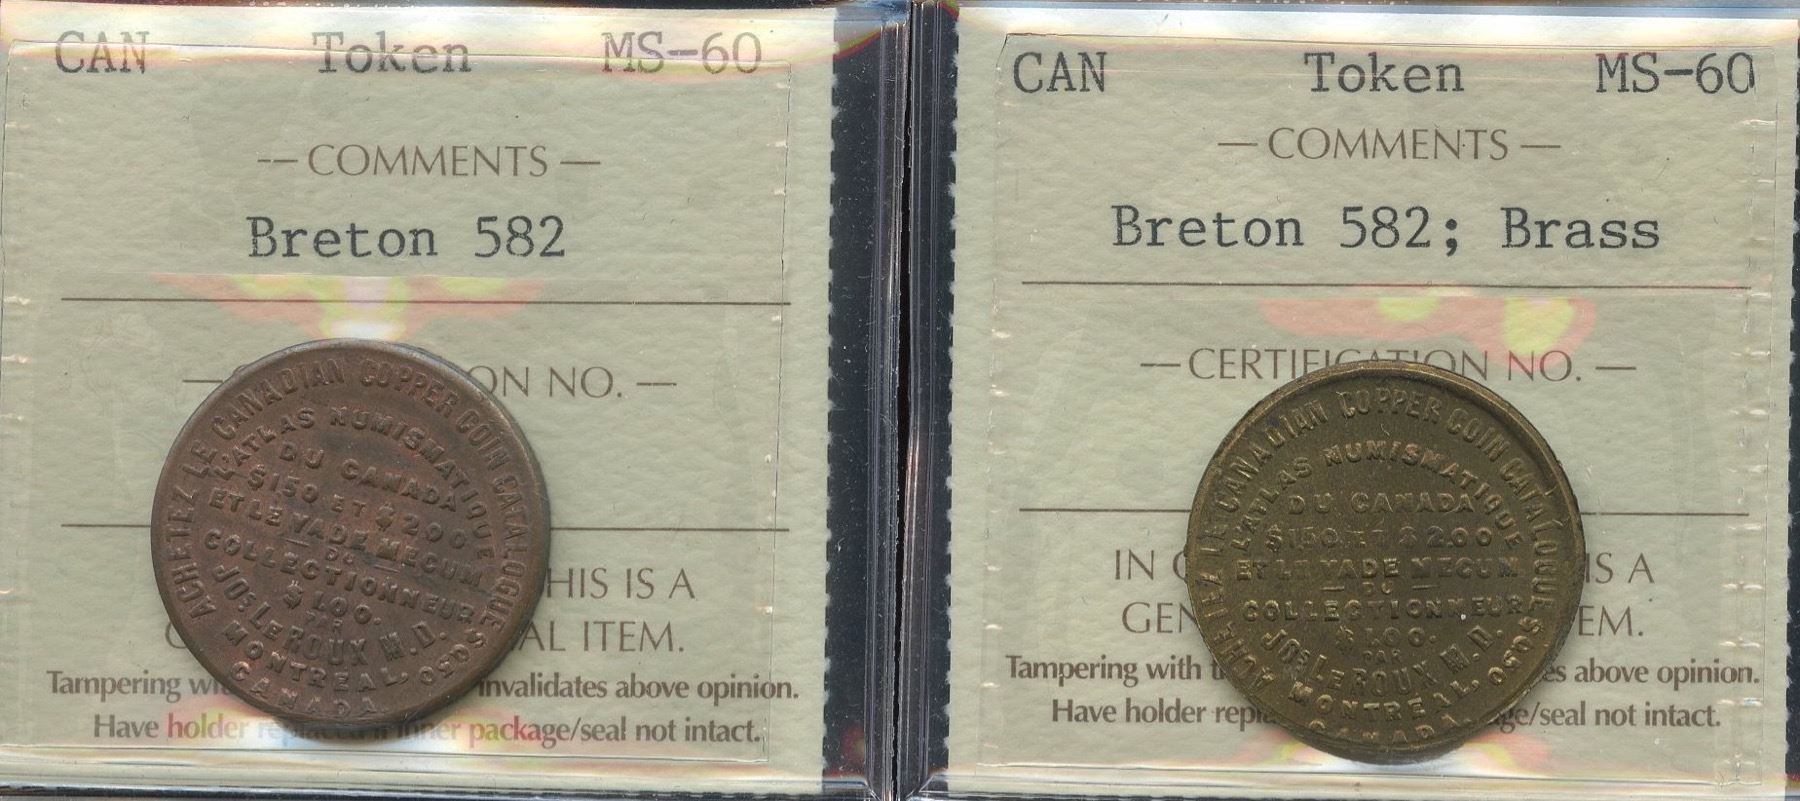 CAN Token MS-60
— COMMENTS —
Breton 582
ON NO. —
HIS IS A
AL ITEM.
Tampering invalidates above opinion.
Have holder inner package/seal not intact.
ACHETEZ LE CANADIAN COPPER COIN CATALOGUE $0.50
L'ATLAS NUMISMATIQUE
DU CANADA
$1.50 ET $2.00
ET LE VADE MECUM
— DU —
COLLECTIONNEUR
$1.00.
PAR
JOS LEROUX M.D.
MONTREAL,
CANADA.
CAN Token MS-60
— COMMENTS —
Breton 582; Brass
— CERTIFICATION NO. —
IN IS A
GEN EM.
Tampering with es above opinion.
Have holder ge/seal not intact.
ACHETEZ LE CANADIAN COPPER COIN CATALOGUE $0.50
L'ATLAS NUMISMATIQUE
DU CANADA
$1.50 ET $2.00
ET LE VADE MECUM
— DU —
COLLECTIONNEUR
$1.00.
PAR
JOS LEROUX M.D.
MONTREAL,
CANADA.